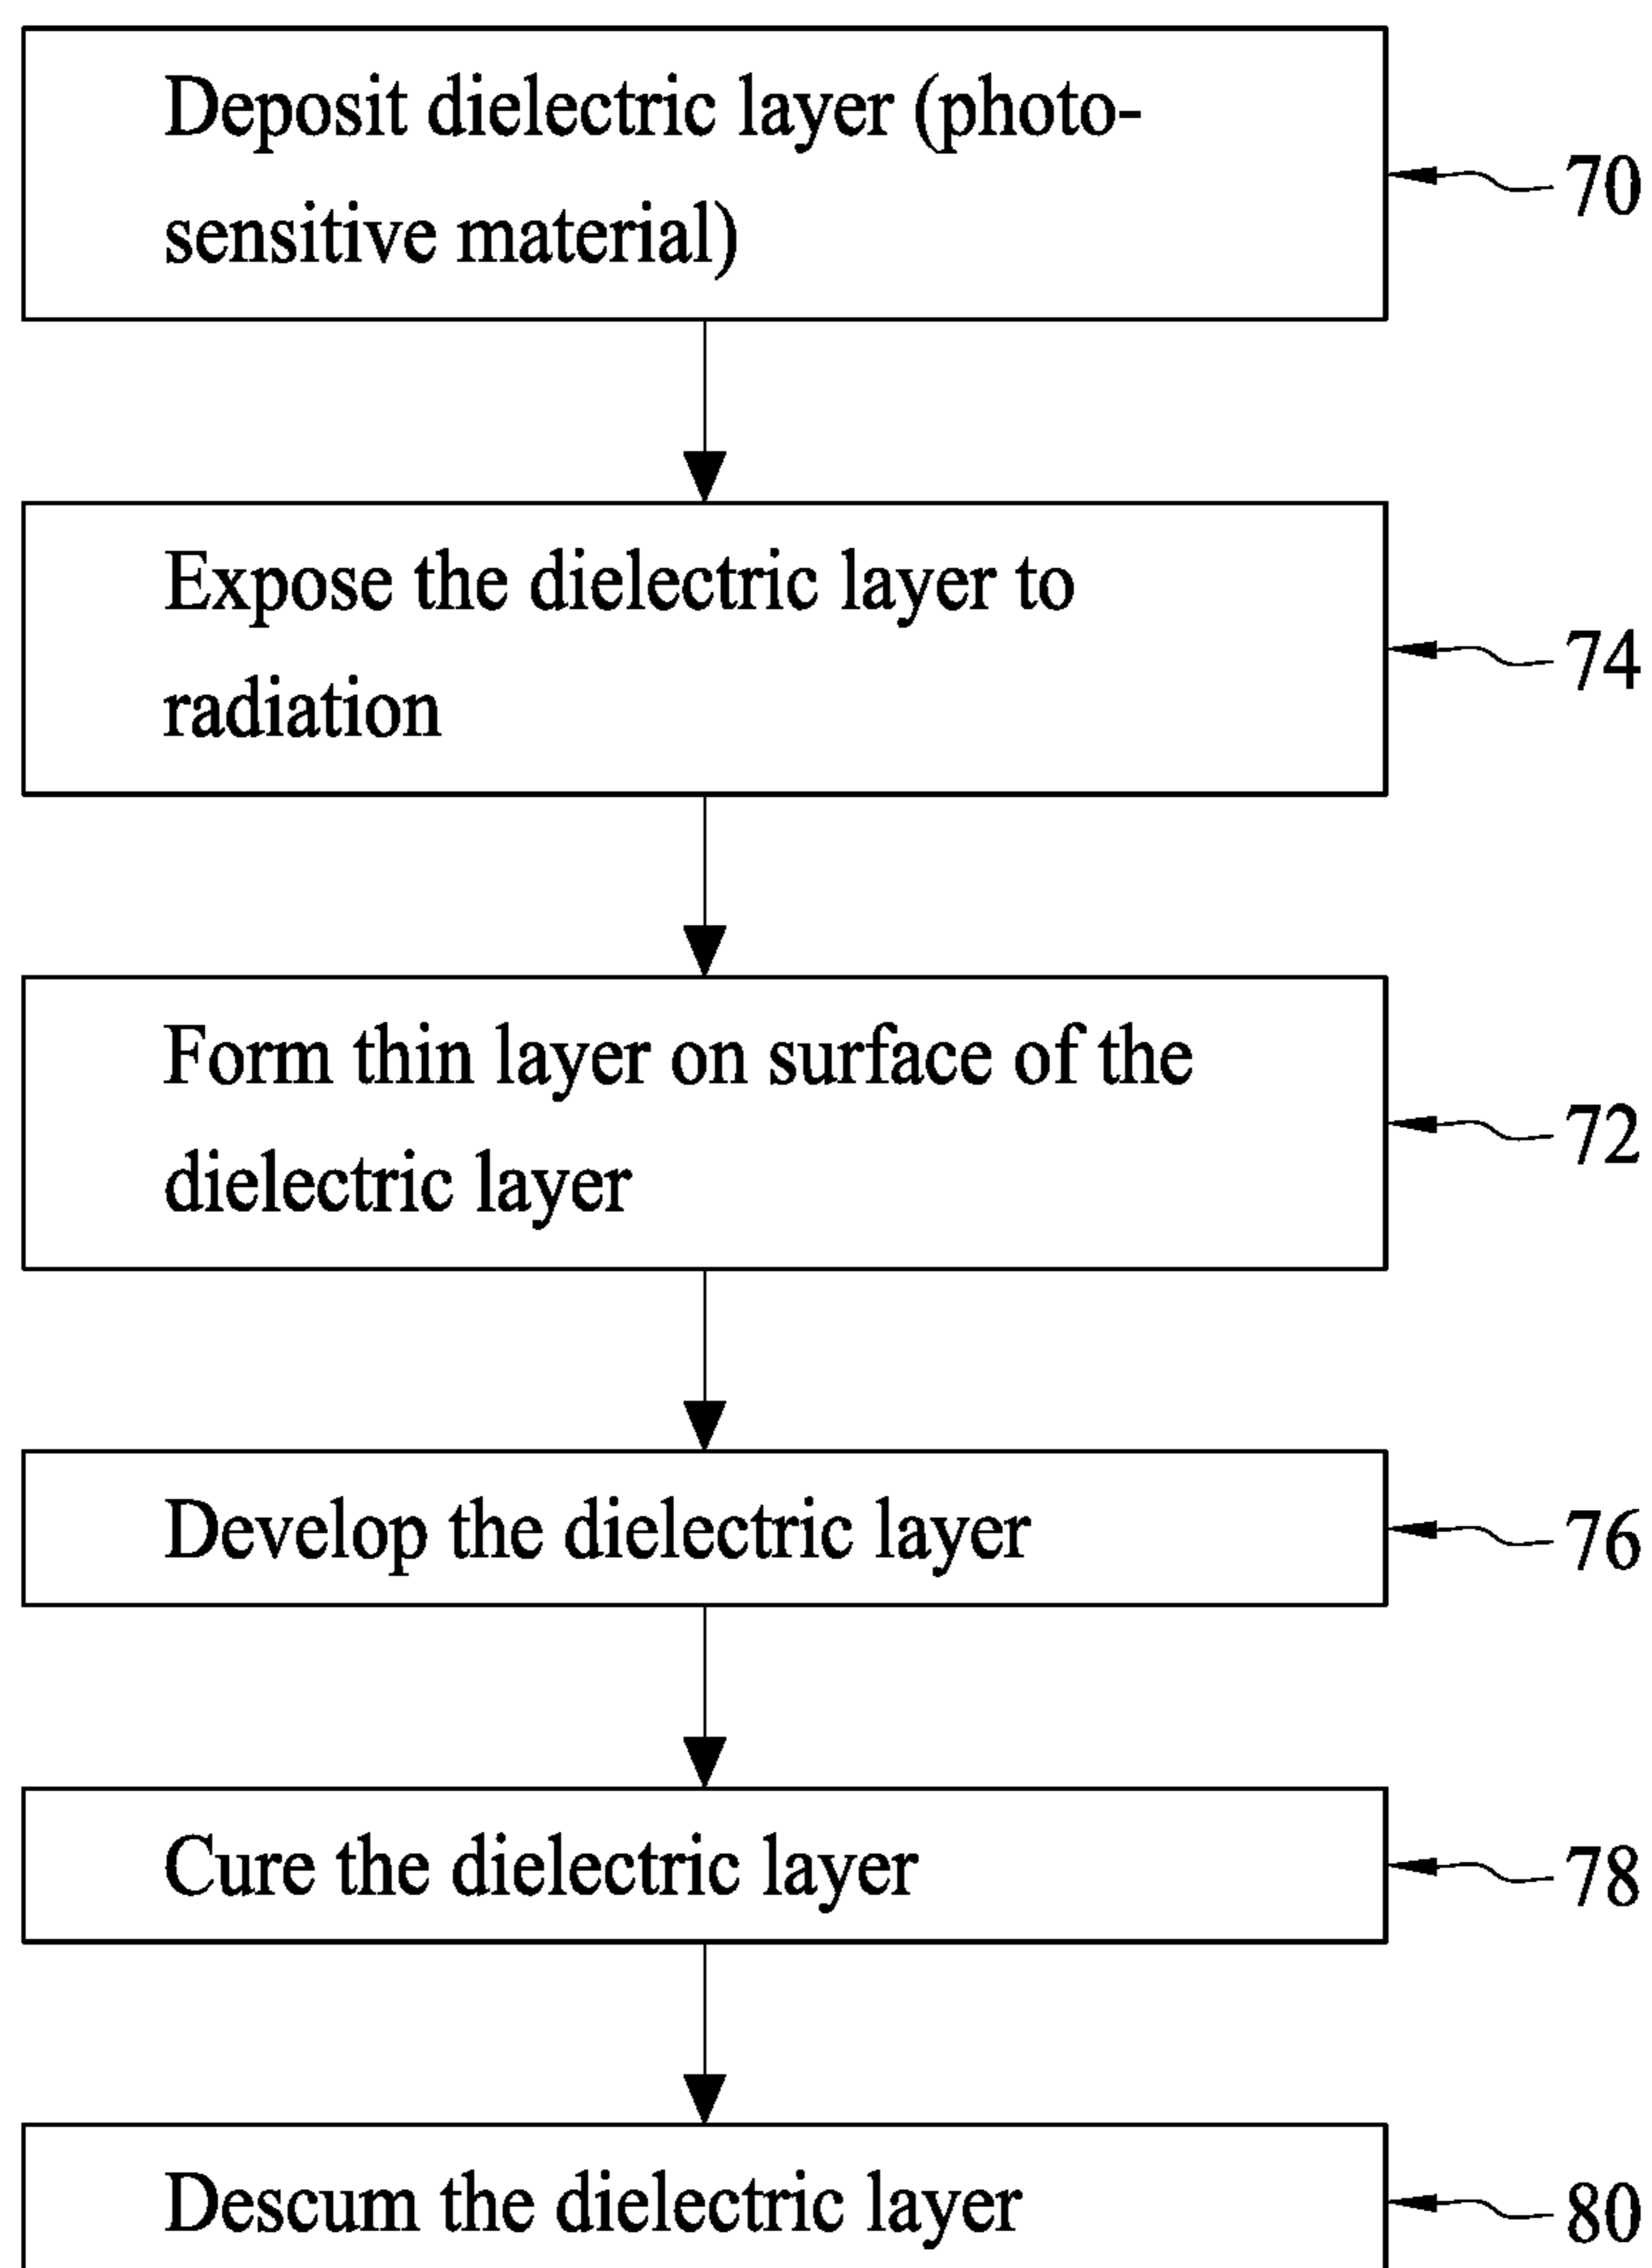 Deposit dielectric layer (photo-
sensitive material)
70
Expose the dielectric layer to
radiation
74
Form thin layer on surface of the
dielectric layer
72
Develop the dielectric layer
76
Cure the dielectric layer
78
Descum the dielectric layer
80